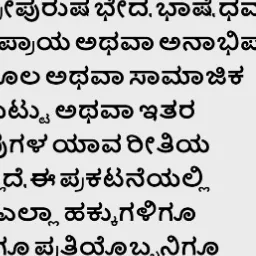 ಪುರುಷ ಭೇದ, ಭಾಷೆ,
ಅಥವಾ
ಅಥವಾ ಸಾಮಾಜಿಕ
ಅಥವಾ ಇತರ
ಯಾವ ರೀತಿಯ
ಈ ಪ್ರಕಟನೆಯಲ್ಲಿ
ಎಲ್ಲಾ ಹಕ್ಕುಗಳಿಗೂ
ಪ್ರತಿಯೊಬ್ಬನಿಗೂ